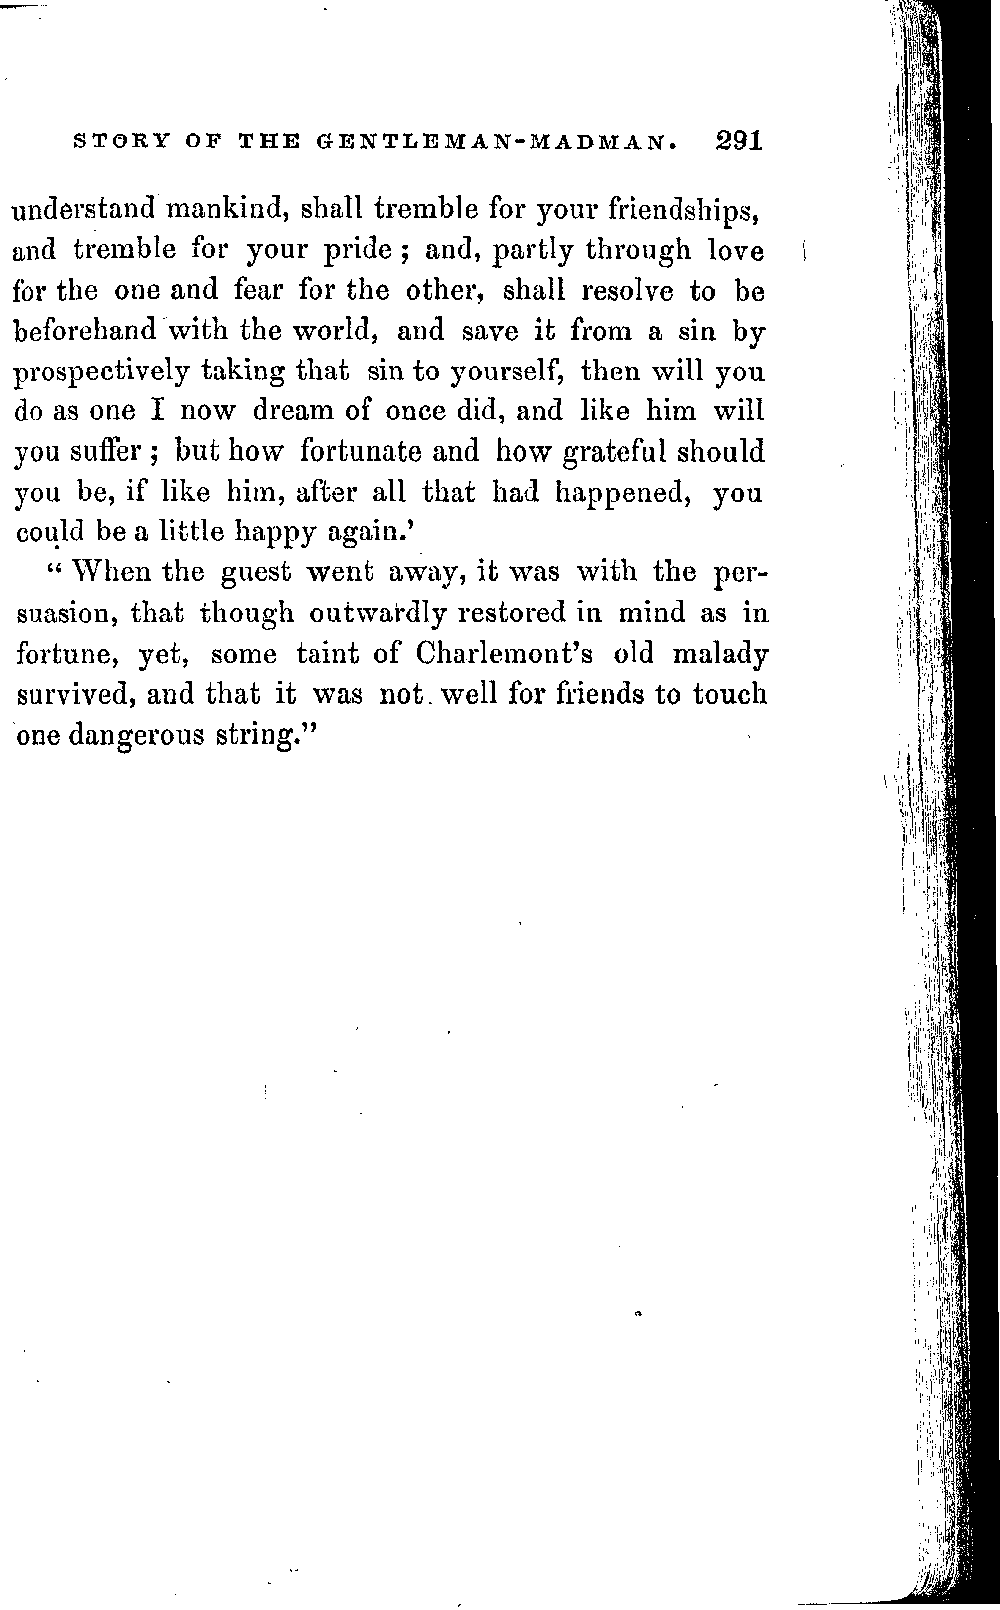 STORY OF THE GENTLEMAN-MADMAN. 291
understand mankind, shall tremble for your friendships,
and tremble for your pride ; and, partly through love
for the one and fear for the other, shall resolve to be
beforehand with the world, and save it from a sin by
prospectively taking that sin to yourself, then will you
do as one I now dream of once did, and like him will
you suffer ; but how fortunate and how grateful should
you be, if like him, after all that had happened, you
could be a little happy again.'
“ When the guest went away, it was with the per-
suasion, that though outwardly restored in mind as in
fortune, yet, some taint of Charlemont's old malady
survived, and that it was not well for friends to touch
one dangerous string.”